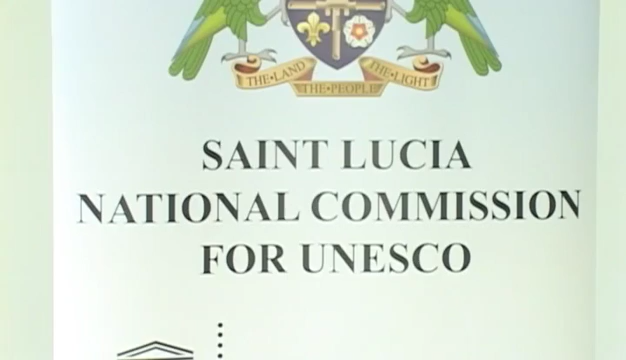 THE•LAND THE•PEOPLE THE•LIGHT
SAINT LUCIA
NATIONAL COMMISSION
FOR UNESCO